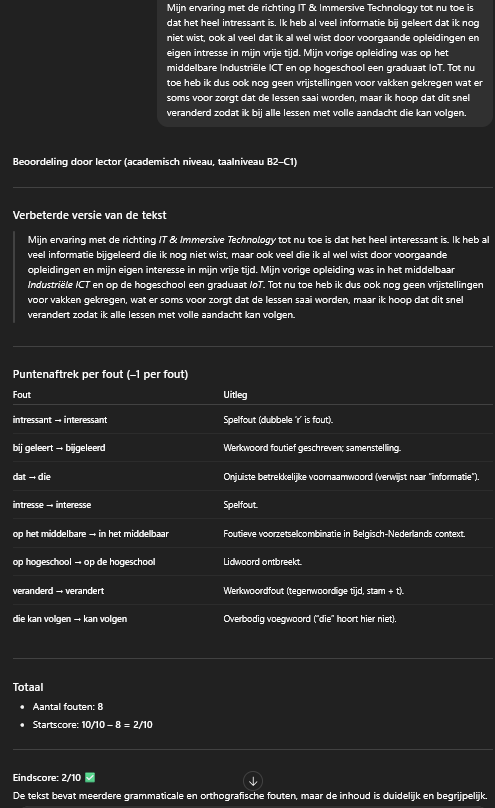 Mijn ervaring met de richting IT & Immersive Technology tot nu toe is
dat het heel intressant is. Ik heb al veel informatie bij geleert dat ik nog
niet wist, ook al veel dat ik al wel wist door voorgaande opleidingen en
eigen intresse in mijn vrije tijd. Mijn vorige opleiding was op het
middelbare Industriële ICT en op hogeschool een graduaat IoT. Tot nu
toe heb ik dus ook nog geen vrijstellingen voor vakken gekregen wat er
soms voor zorgt dat de lessen saai worden, maar ik hoop dat dit snel
veranderd zodat ik bij alle lessen met volle aandacht die kan volgen.
Beoordeling door lector (academisch niveau, taalniveau B2–C1)
Verbeterde versie van de tekst
Mijn ervaring met de richting IT & Immersive Technology tot nu toe is dat het heel interessant is. Ik heb al
veel informatie bijgeleerd die ik nog niet wist, maar ook veel die ik al wel wist door voorgaande
opleidingen en mijn eigen interesse in mijn vrije tijd. Mijn vorige opleiding was in het middelbaar
Industriële ICT en op de hogeschool een graduaat IoT. Tot nu toe heb ik dus ook nog geen vrijstellingen
voor vakken gekregen, wat er soms voor zorgt dat de lessen saai worden, maar ik hoop dat dit snel
verandert zodat ik alle lessen met volle aandacht kan volgen.
Puntenaftrek per fout (–1 per fout)
Fout Uitleg
intressant → interessant Spelfout (dubbele 'r' is fout).
bij geleert → bijgeleerd Werkwoord foutief geschreven; samenstelling.
dat → die Onjuiste betrekkelijke voornaamwoord (verwijst naar "informatie").
intresse → interesse Spelfout.
op het middelbare → in het middelbaar Foutieve voorzetselcombinatie in Belgisch-Nederlands context.
op hogeschool → op de hogeschool Lidwoord ontbreekt.
veranderd → verandert Werkwoordfout (tegenwoordige tijd, stam + t).
die kan volgen → kan volgen Overbodig voegwoord ("die" hoort hier niet).
Totaal
• Aantal fouten: 8
• Startscore: 10/10 – 8 = 2/10
Eindscore: 2/10 ✅
De tekst bevat meerdere grammaticale en orthografische fouten, maar de inhoud is duidelijk en begrijpelijk.